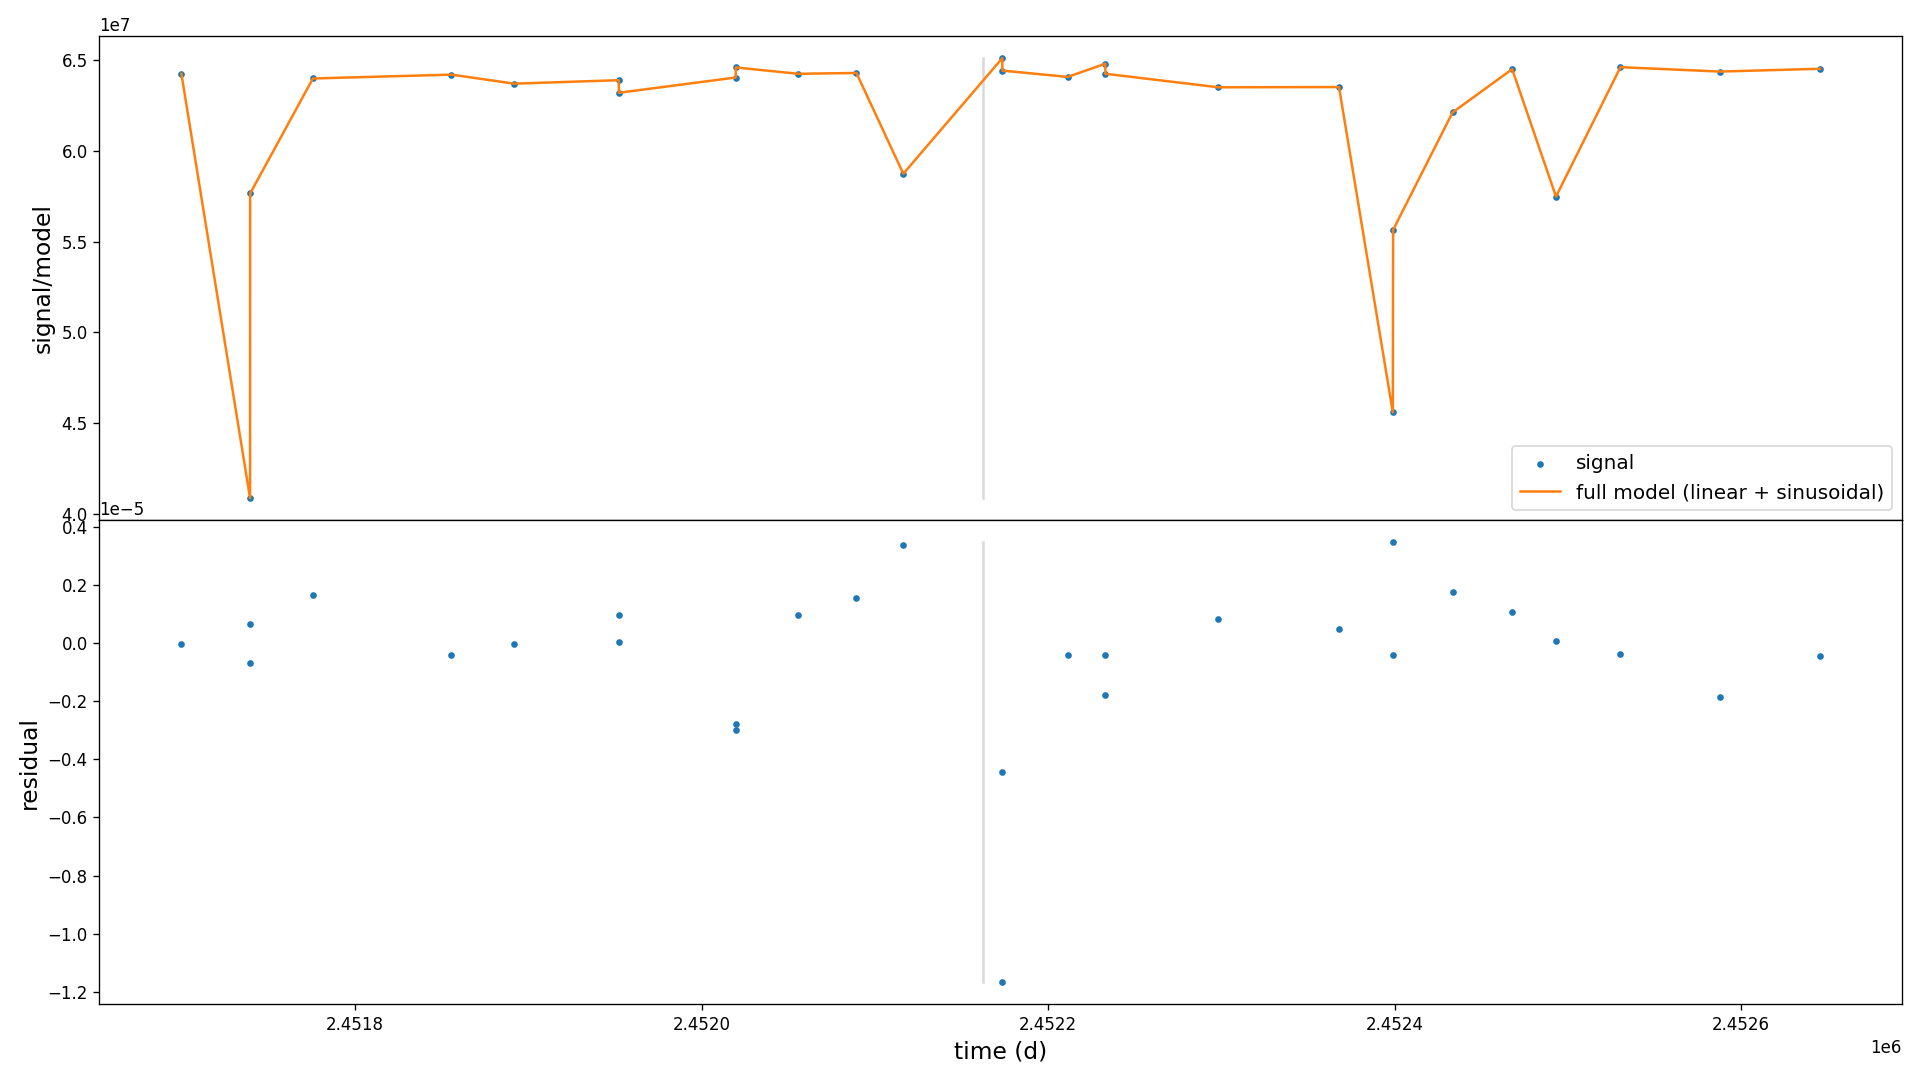 1e7
6.5
6.0
5.5
5.0
4.5
4.0
signal/model
signal
full model (linear + sinusoidal)
1e−5
0.4
0.2
0.0
−0.2
−0.4
−0.6
−0.8
−1.0
−1.2
residual
2.4518
2.4520
2.4522
2.4524
2.4526
time (d)
1e6